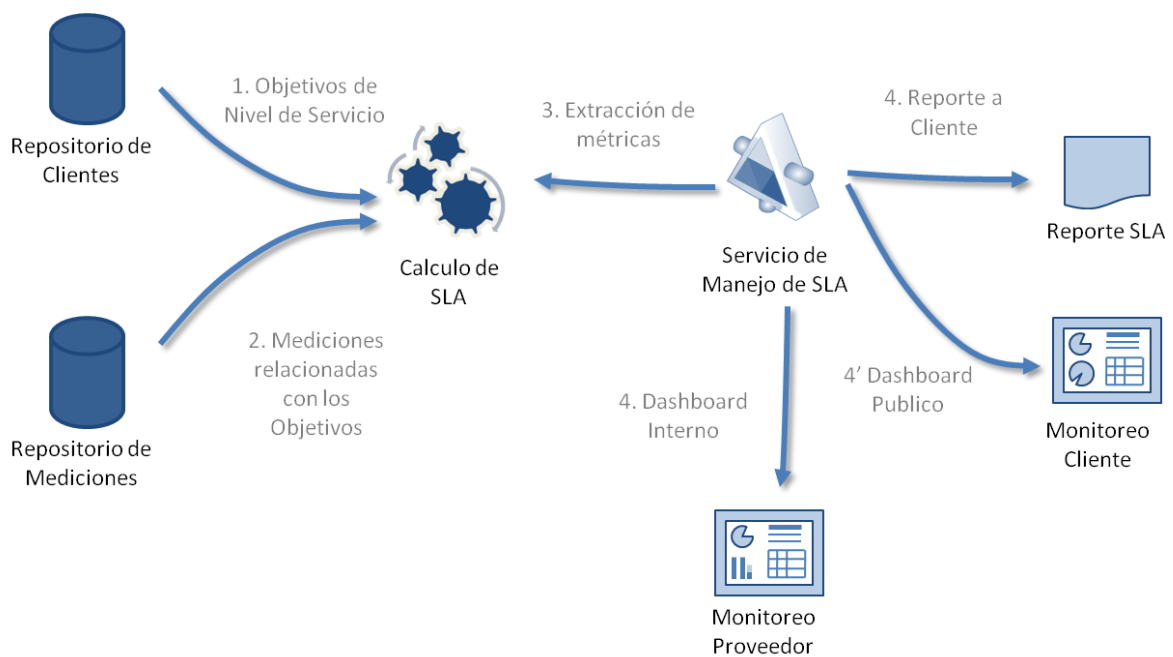 Repositorio de
Clientes
1. Objetivos de
Nivel de Servicio
Calculo de
SLA
3. Extracción de
métricas
Servicio de
Manejo de SLA
4. Reporte a
Cliente
Reporte SLA
Repositorio de
Mediciones
2. Mediciones
relacionadas
con los
Objetivos
4. Dashboard
Interno
4’ Dashboard
Publico
Monitoreo
Cliente
Monitoreo
Proveedor